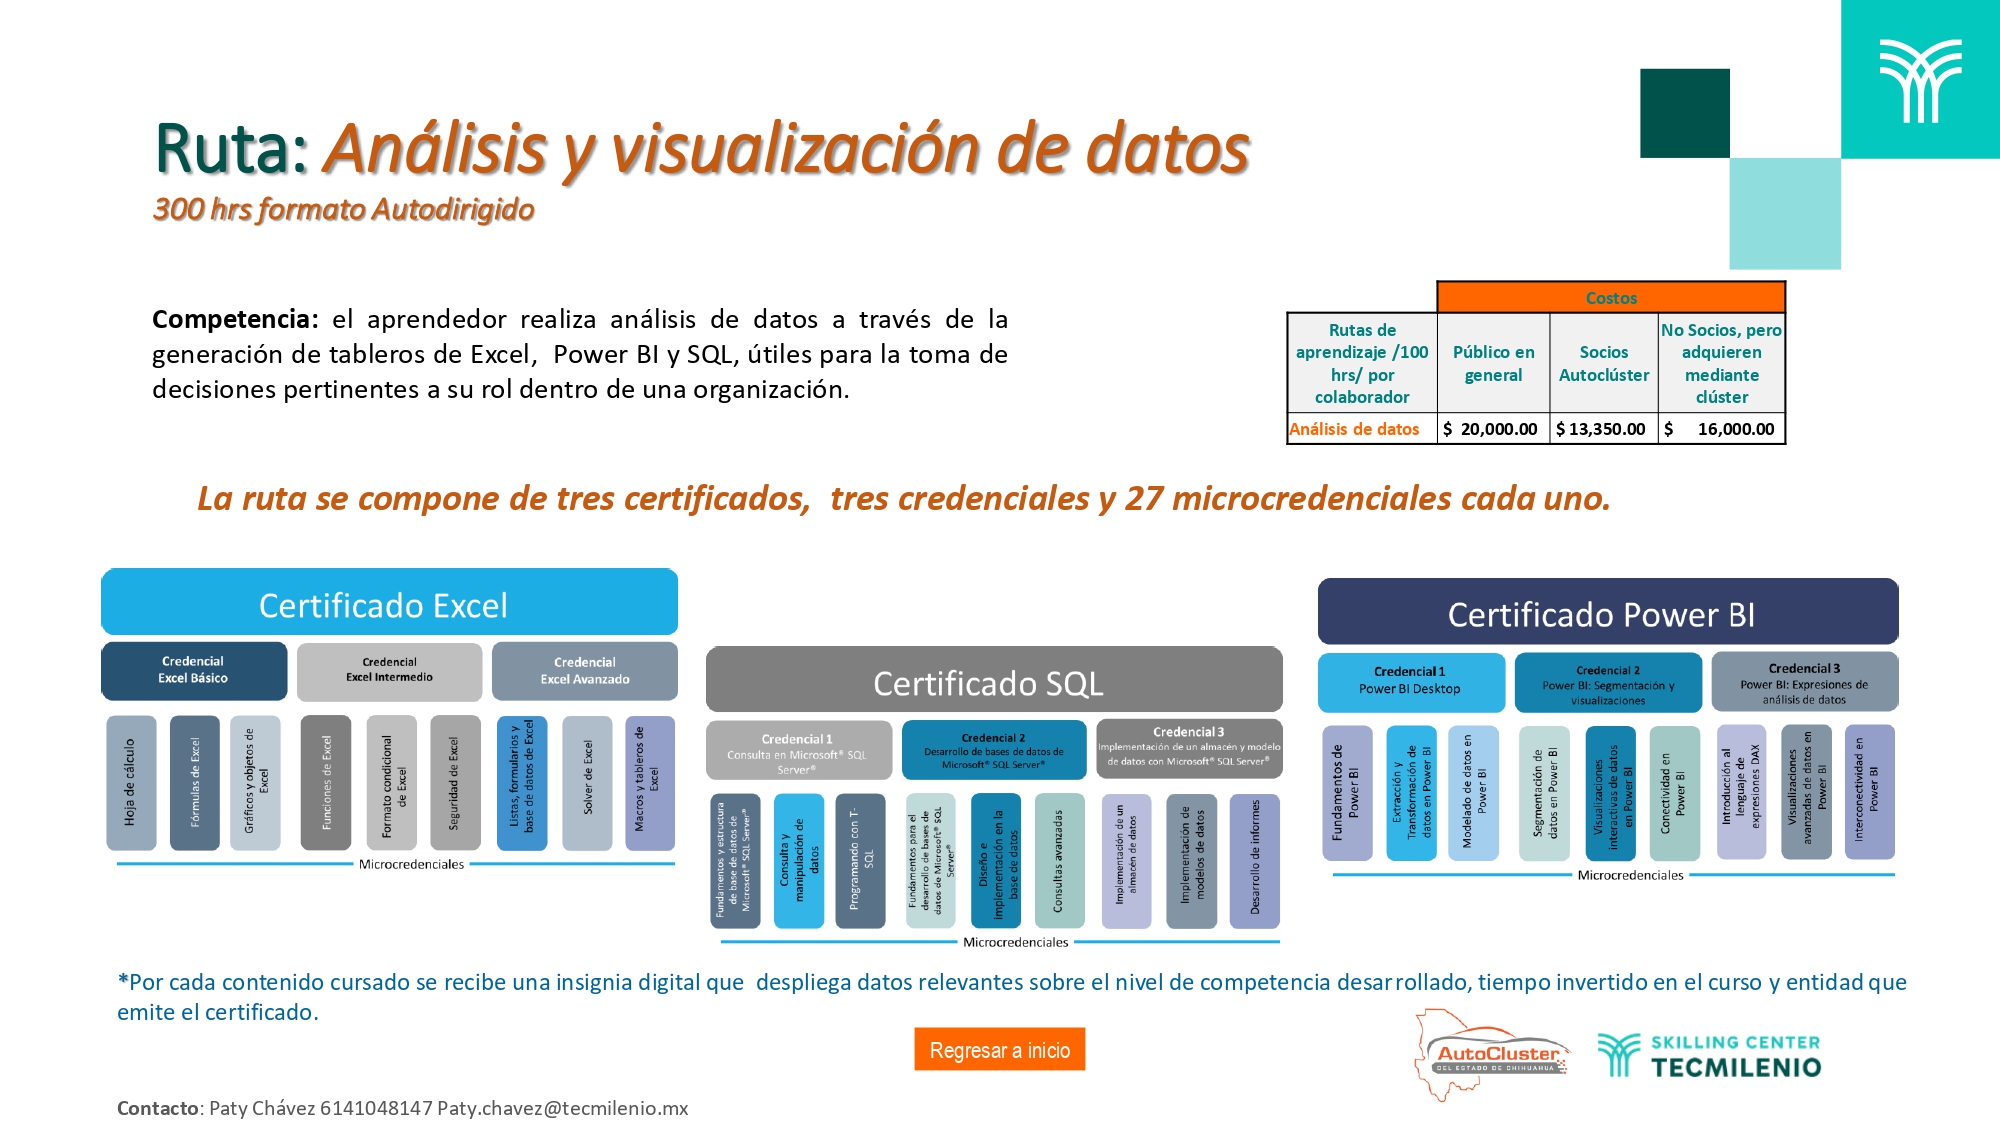 Ruta: Análisis y visualización de datos
300 hrs formato Autodirigido
Competencia: el aprendedor realiza análisis de datos a través de la
generación de tableros de Excel, Power BI y SQL, útiles para la toma de
decisiones pertinentes a su rol dentro de una organización.
Costos
Rutas de
aprendizaje /100
hrs/ por
colaborador
Público en
general
Socios
Autoclúster
No Socios, pero
adquieren
mediante
clúster
Análisis de datos
$ 20,000.00
$ 13,350.00
$ 16,000.00
La ruta se compone de tres certificados, tres credenciales y 27 microcredenciales cada uno.
Certificado Excel
Credencial
Excel Básico
Credencial
Excel Intermedio
Credencial
Excel Avanzado
Hoja de cálculo
Fórmulas de Excel
Gráficos y objetos de
Excel
Funciones de Excel
Formato condicional
de Excel
Seguridad de Excel
Listas, formularios y
base de datos de Excel
Solver de Excel
Macros y tableros de
Excel
Microcredenciales
Certificado SQL
Credencial 1
Consulta en Microsoft® SQL
Server®
Credencial 2
Desarrollo de bases de datos de
Microsoft® SQL Server®
Credencial 3
Implementación de un almacén y modelo
de datos con Microsoft® SQL Server®
Fundamentos y estructura
de base de datos de
Microsoft® SQL Server®
Consulta y
manipulación de
datos
Programando con T-
SQL
Fundamentos para el
desarrollo de bases de
datos de Microsoft® SQL
Server®
Diseño e
implementación en la
base de datos
Consultas avanzadas
Implementación de un
almacén de datos
Implementación de
modelos de datos
Desarrollo de informes
Microcredenciales
Certificado Power BI
Credencial 1
Power BI Desktop
Credencial 2
Power BI: Segmentación y
visualizaciones
Credencial 3
Power BI: Expresiones de
análisis de datos
Fundamentos de
Power BI
Extracción y
Transformación de
datos en Power BI
Modelado de datos en
Power BI
Segmentación de
datos en Power BI
Visualizaciones
interactivas de datos
en Power BI
Conectividad en
Power BI
Introducción al
lenguaje de
expresiones DAX
Visualizaciones
avanzadas de datos en
Power BI
Interconectividad en
Power BI
Microcredenciales
*Por cada contenido cursado se recibe una insignia digital que despliega datos relevantes sobre el nivel de competencia desarrollado, tiempo invertido en el curso y entidad que
emite el certificado.
Regresar a inicio
AutoCluster
DEL ESTADO DE CHIHUAHUA
SKILLING CENTER
TECMILENIO
Contacto: Paty Chávez 6141048147 Paty.chavez@tecmilenio.mx